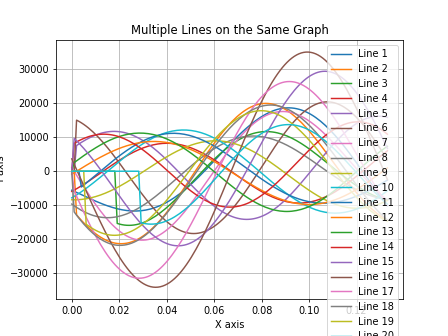 Multiple Lines on the Same Graph
30000
20000
10000
0
−10000
−20000
−30000
axis
0.00
0.02
0.04
0.06
0.08
0.10
X axis
Line 1
Line 2
Line 3
Line 4
Line 5
Line 6
Line 7
Line 8
Line 9
Line 10
Line 11
Line 12
Line 13
Line 14
Line 15
Line 16
Line 17
Line 18
Line 19
Line 20